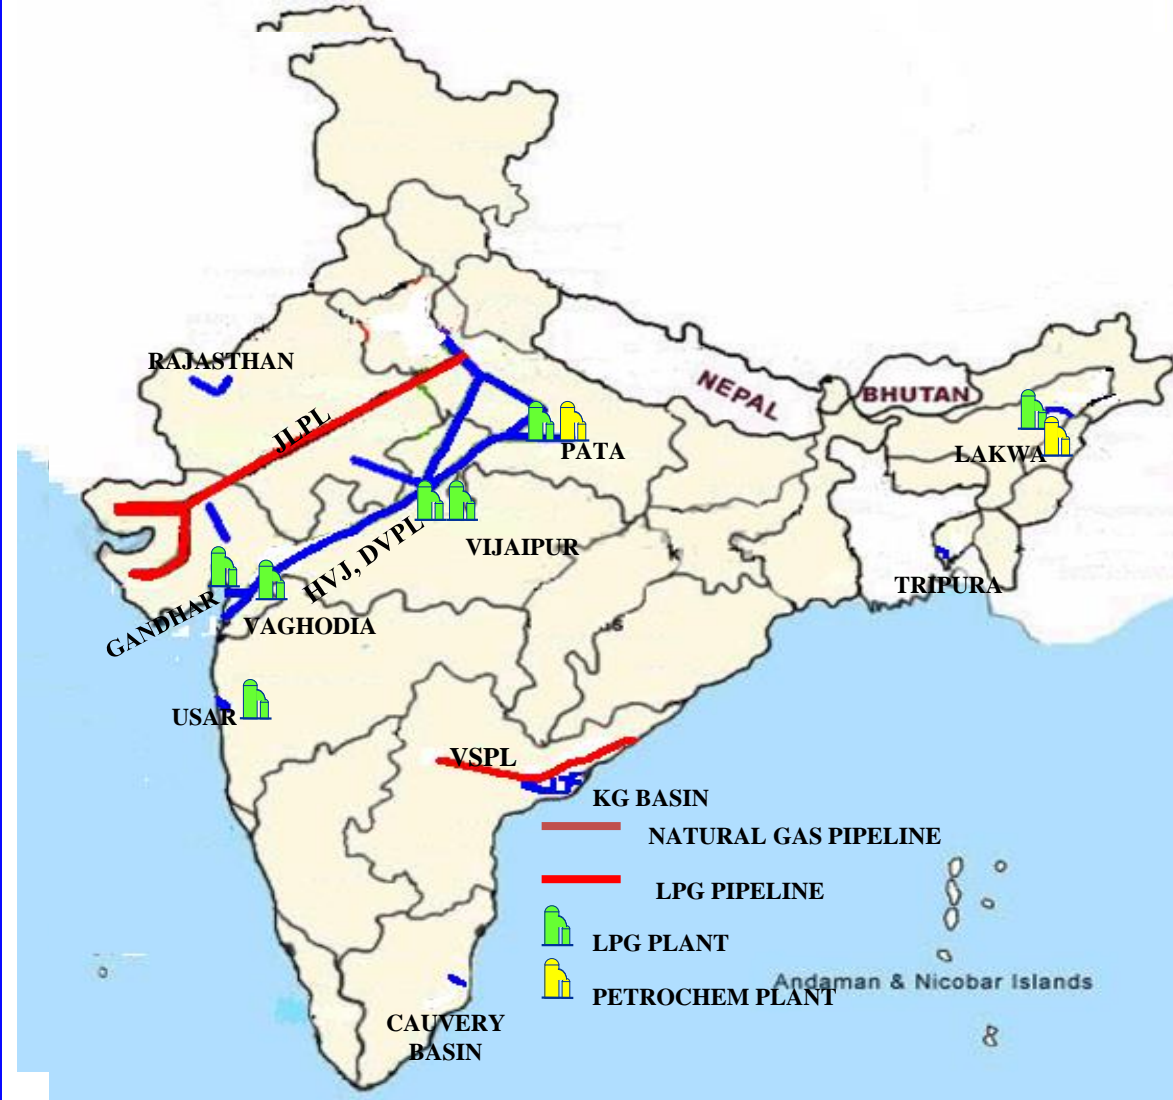 RAJASTHAN
NEPAL
BHUTAN
JLPL
PATA
LAKWA
HVJ, DVPL
VIJAIPUR
TRIPURA
GANDHAR
VAGHODIA
USAR
VSPL
KG BASIN
NATURAL GAS PIPELINE
LPG PIPELINE
LPG PLANT
Andaman & Nicobar Islands
PETROCHEM PLANT
CAUVERY
BASIN